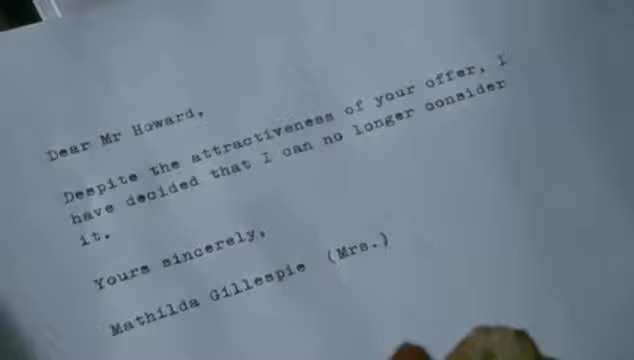 Dear Mr Howard,
Despite the attractiveness of your offer, I
have decided that I can no longer consider
it.
Yours sincerely,
Mathilda Gillespie (Mrs.)